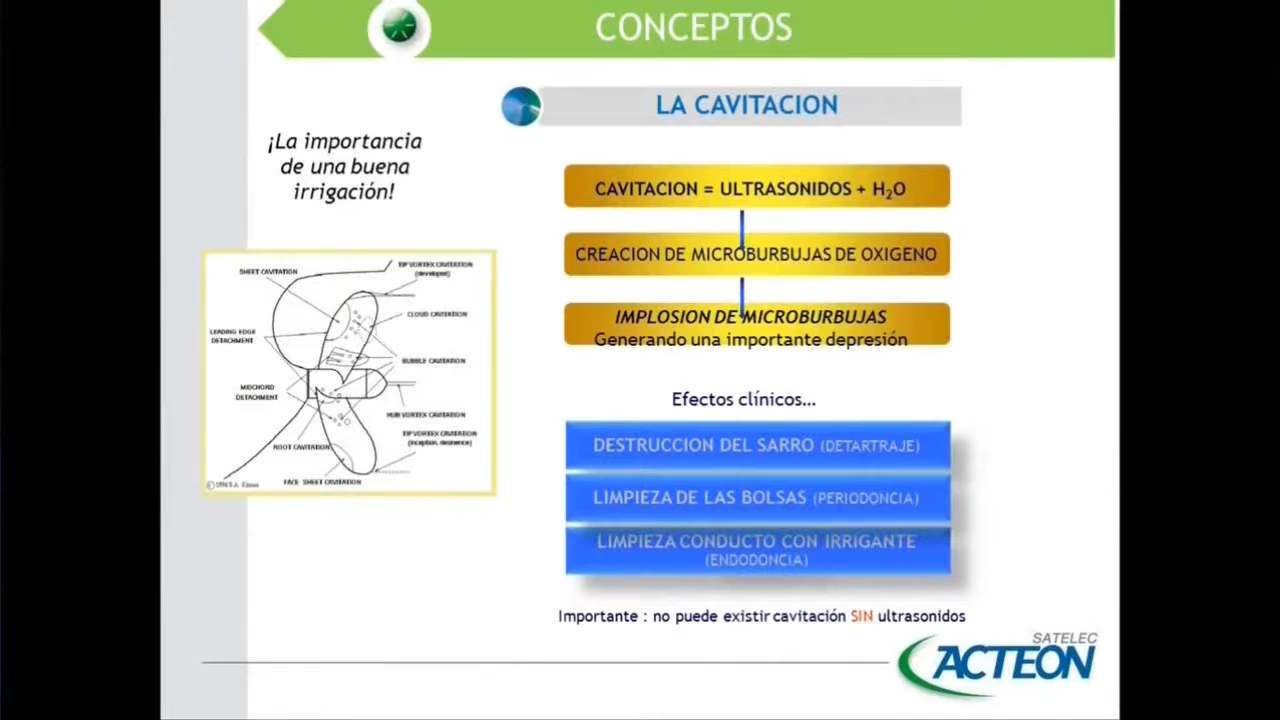 CONCEPTOS
LA CAVITACION
¡La importancia
de una buena
irrigación!
CAVITACION = ULTRASONIDOS + H₂O
CREACION DE MICROBURBUJAS DE OXIGENO
IMPLOSION DE MICROBURBUJAS
Generando una importante depresión
SHEET CAVITATION
TIP VORTEX CAVITATION
(developed)
CLOUD CAVITATION
LEADING EDGE
DETACHMENT
BUBBLE CAVITATION
MIDCHORD
DETACHMENT
HUB VORTEX CAVITATION
TIP VORTEX CAVITATION
ROOT CAVITATION
FACE SHEET CAVITATION
Efectos clínicos...
DESTRUCCION DEL SARRO (DETARTRAJE)
LIMPIEZA DE LAS BOLSAS (PERIODONCIA)
LIMPIEZA CONDUCTO CON IRRIGANTE
(ENDODONCIA)
Importante : no puede existir cavitación SIN ultrasonidos
SATELEC
ACTEON